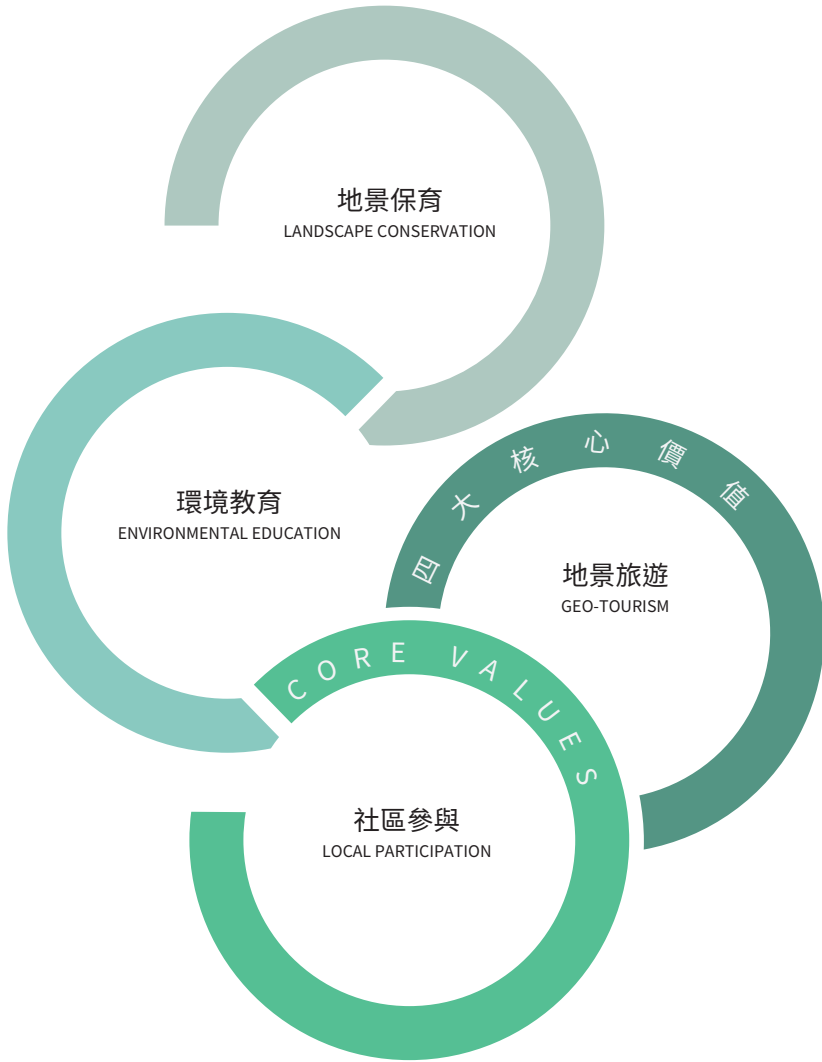 地景保育
LANDSCAPE CONSERVATION
環境教育
ENVIRONMENTAL EDUCATION
四大核心價值
地景旅遊
GEO-TOURISM
CORE VALUES
社區參與
LOCAL PARTICIPATION